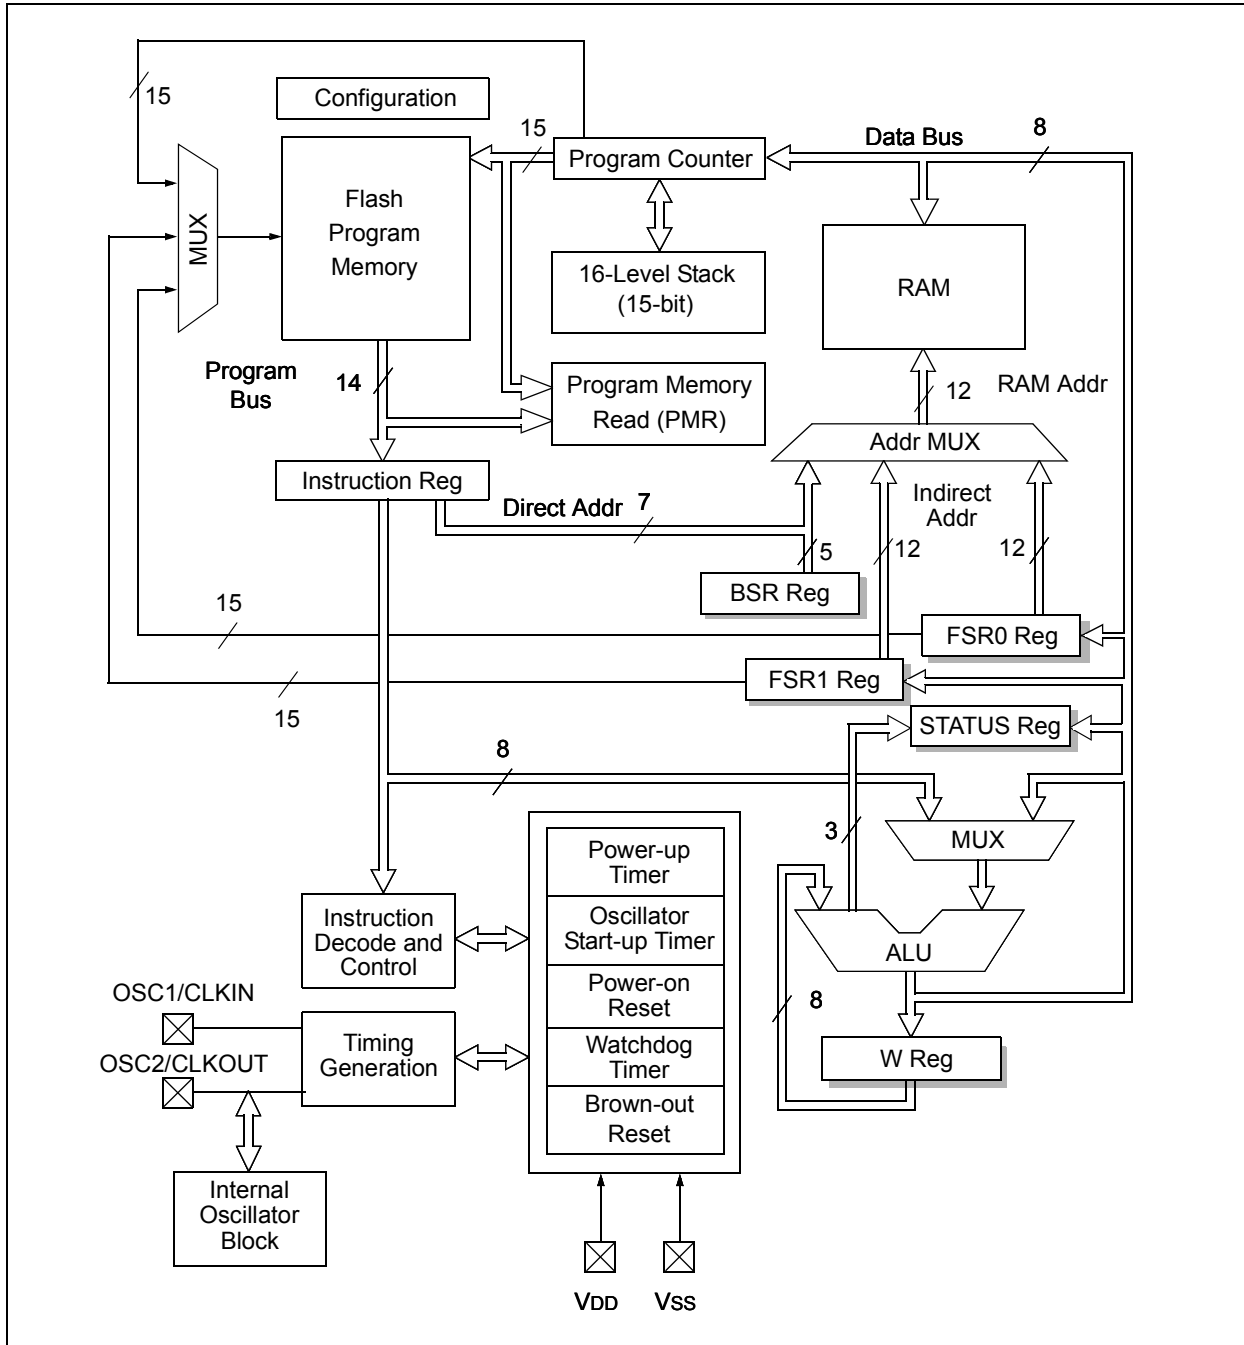 15
Configuration
15
Program Counter
Data Bus
8
MUX
Flash
Program
Memory
16-Level Stack
(15-bit)
RAM
Program
Bus
14
Program Memory
Read (PMR)
12
RAM Addr
Addr MUX
Instruction Reg
Direct Addr
7
Indirect
Addr
5
12
12
BSR Reg
15
FSR0 Reg
FSR1 Reg
15
STATUS Reg
8
3
MUX
Power-up
Timer
Oscillator
Start-up Timer
Power-on
Reset
Watchdog
Timer
Brown-out
Reset
Instruction
Decode and
Control
ALU
8
W Reg
OSC1/CLKIN
OSC2/CLKOUT
Timing
Generation
Internal
Oscillator
Block
VDD
VSS